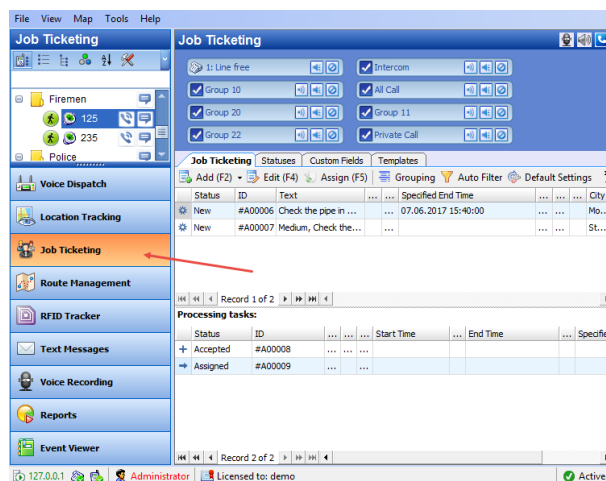 File View Map Tools Help
Job Ticketing
Job Ticketing
1: Line free
Intercom
Group 10
All Call
Group 20
Group 11
Group 22
Private Call
Firemen
125
235
Police
Job Ticketing Statuses Custom Fields Templates
Add (F2) Edit (F4) Assign (F5) Grouping Auto Filter Default Settings
Status ID Text ... ... Specified End Time ... ... City
New #A00006 Check the pipe in ... ... 07.06.2017 15:40:00 ... ... Mo...
New #A00007 Medium, Check the... ... ... ... St...
Record 1 of 2
Processing tasks:
Status ID ... ... ... Start Time ... End Time ... Specifie
Accepted #A00008 ... ... ...
Assigned #A00009 ... ...
Record 2 of 2
Voice Dispatch
Location Tracking
Job Ticketing
Route Management
RFID Tracker
Text Messages
Voice Recording
Reports
Event Viewer
127.0.0.1 Administrator Licensed to: demo Active